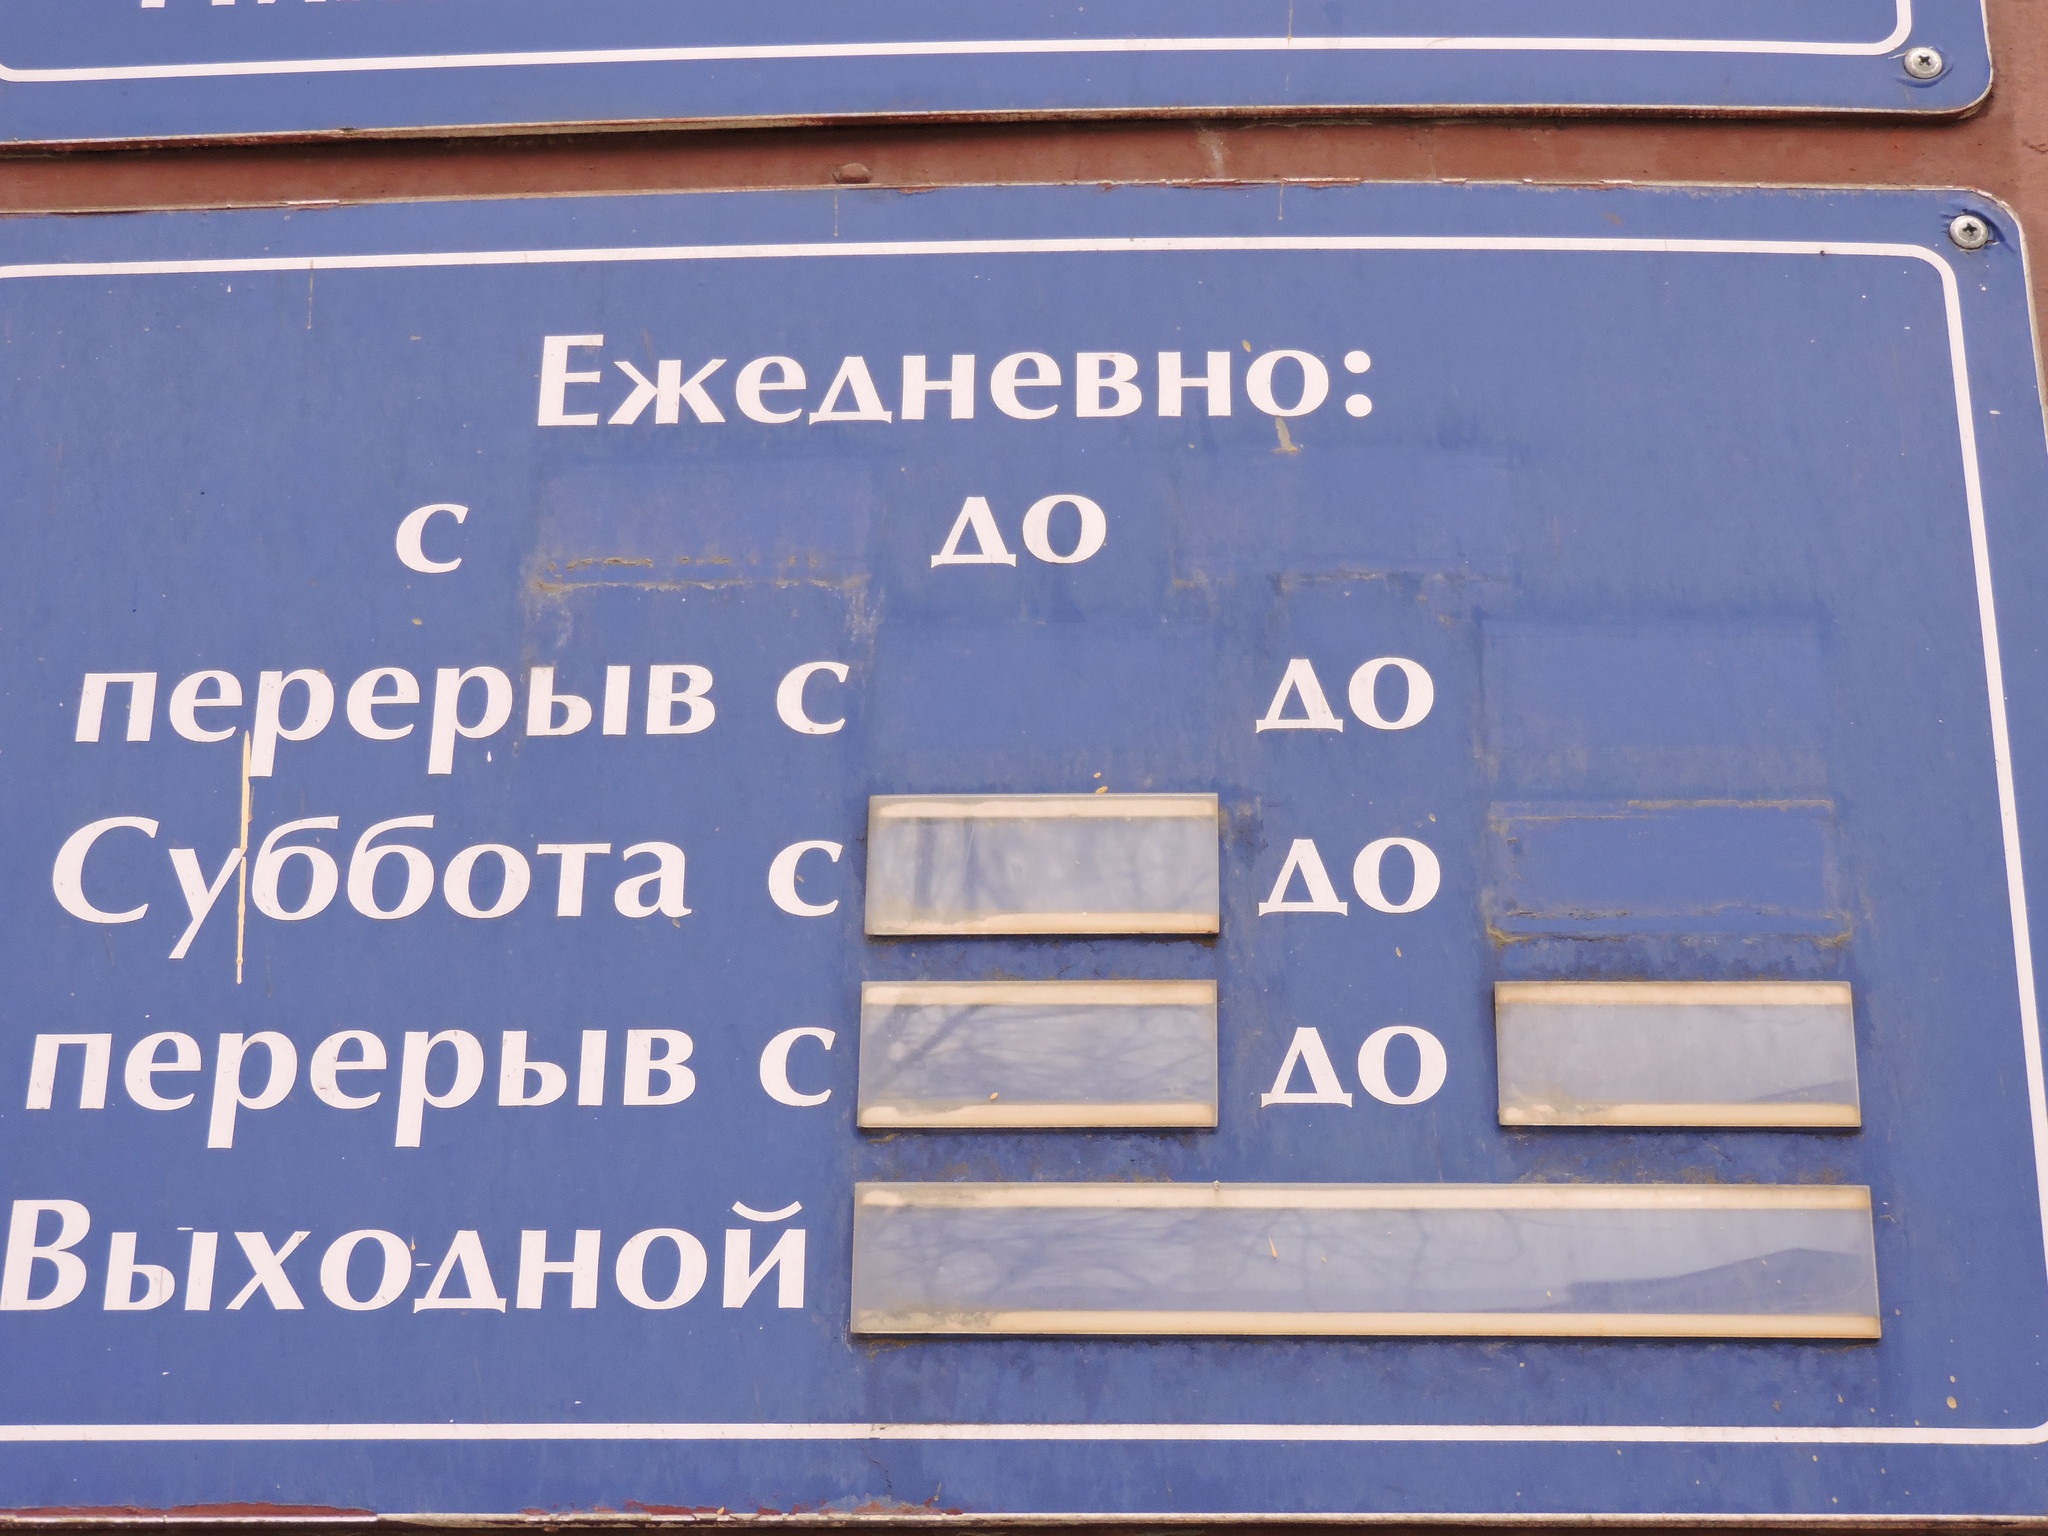 Ежедневно:
с до
перерыв с до
Суббота с до
перерыв с до
Выходной